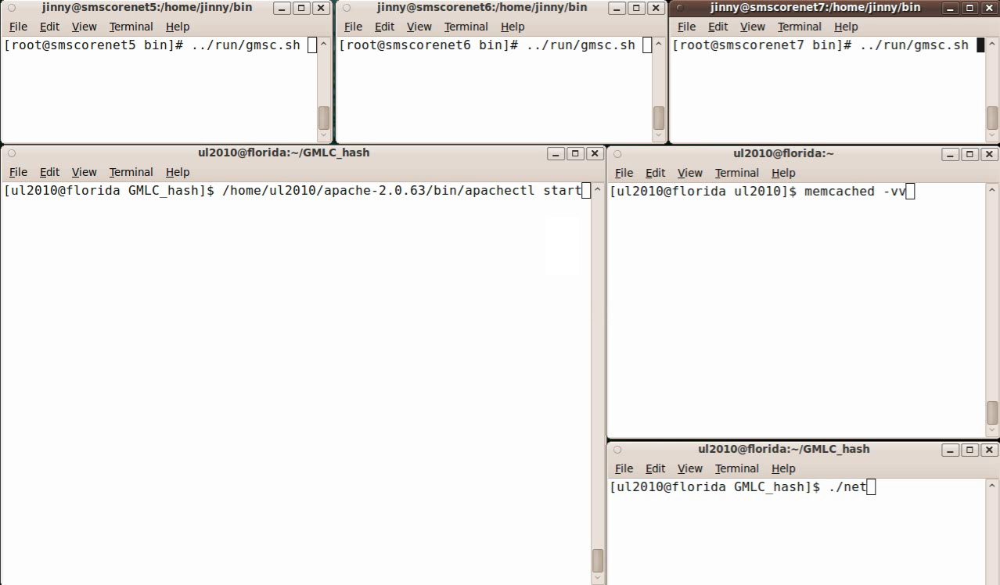 jinny@smscorenet5:/home/jinny/bin
File Edit View Terminal Help
[root@smscorenet5 bin]# ../run/gmsc.sh
jinny@smscorenet6:/home/jinny/bin
File Edit View Terminal Help
[root@smscorenet6 bin]# ../run/gmsc.sh
jinny@smscorenet7:/home/jinny/bin
File Edit View Terminal Help
[root@smscorenet7 bin]# ../run/gmsc.sh
ul2010@florida:~/GMLC_hash
File Edit View Terminal Help
[ul2010@florida GMLC_hash]$ /home/ul2010/apache-2.0.63/bin/apachectl start
ul2010@florida:~
File Edit View Terminal Help
[ul2010@florida ul2010]$ memcached -vv
ul2010@florida:~/GMLC_hash
File Edit View Terminal Help
[ul2010@florida GMLC_hash]$ ./net